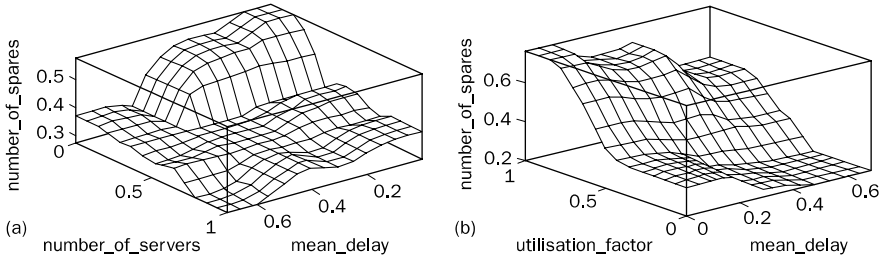 number_of_spares
0.5
0.4
0.3
0
0.5
1
0.6
0.4
0.2
(a)
number_of_servers
mean_delay
number_of_spares
0.6
0.4
0.2
1
0.5
0
0
0.2
0.4
0.6
(b)
utilisation_factor
mean_delay